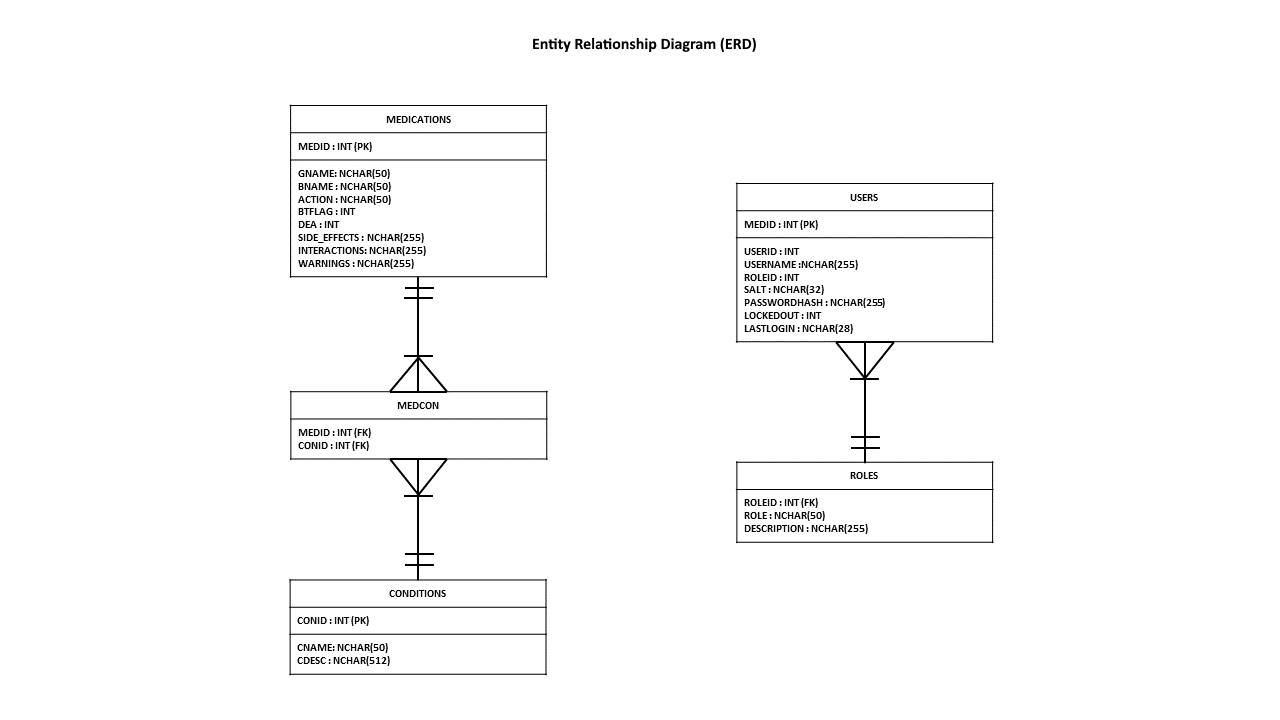 Entity Relationship Diagram (ERD)
MEDICATIONS
MEDID : INT (PK)
GNAME: NCHAR(50)
BNAME : NCHAR(50)
ACTION : NCHAR(50)
BTFLAG : INT
DEA : INT
SIDE_EFFECTS : NCHAR(255)
INTERACTIONS: NCHAR(255)
WARNINGS : NCHAR(255)
MEDCON
MEDID : INT (FK)
CONID : INT (FK)
CONDITIONS
CONID : INT (PK)
CNAME: NCHAR(50)
CDESC : NCHAR(512)
USERS
MEDID : INT (PK)
USERID : INT
USERNAME :NCHAR(255)
ROLEID : INT
SALT : NCHAR(32)
PASSWORDHASH : NCHAR(255)
LOCKEDOUT : INT
LASTLOGIN : NCHAR(28)
ROLES
ROLEID : INT (FK)
ROLE : NCHAR(50)
DESCRIPTION : NCHAR(255)